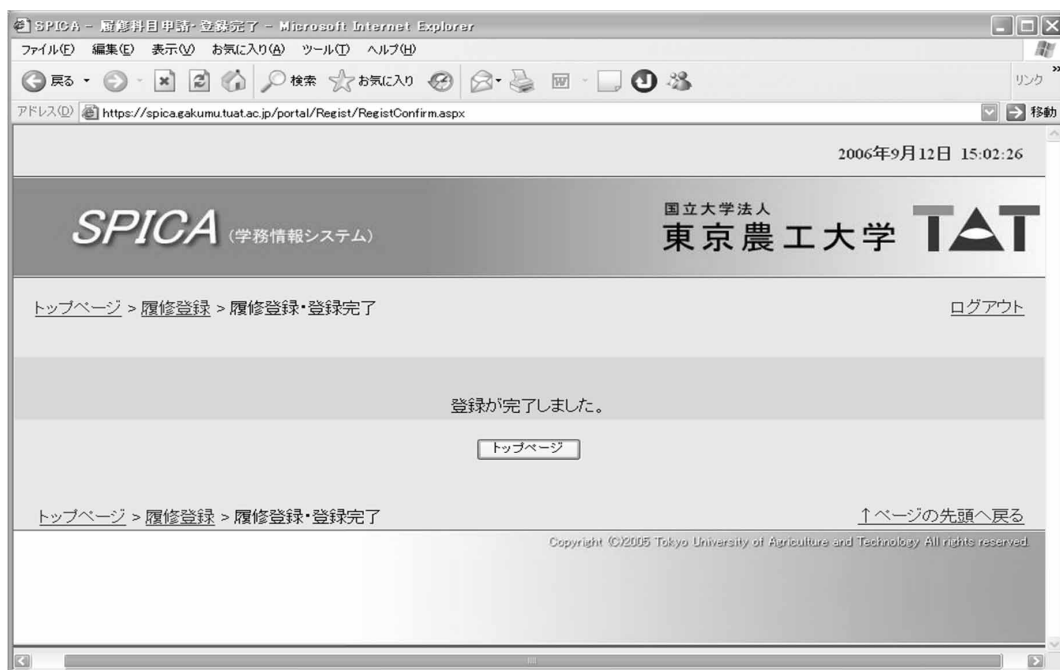 SPICA - 履修科目申請・登録完了 - Microsoft Internet Explorer
ファイル(F) 編集(E) 表示(V) お気に入り(A) ツール(T) ヘルプ(H)
戻る 検索 お気に入り リンク »
アドレス(D) https://spica.gakumu.tuat.ac.jp/portal/Regist/RegistConfirm.aspx 移動
2006年9月12日 15:02:26
SPICA (学務情報システム)
国立大学法人
東京農工大学 TAT
トップページ > 履修登録 > 履修登録・登録完了 ログアウト
登録が完了しました。
トップページ
トップページ > 履修登録 > 履修登録・登録完了 ↑ページの先頭へ戻る
Copyright (C)2005 Tokyo University of Agriculture and Technology All rights reserved.